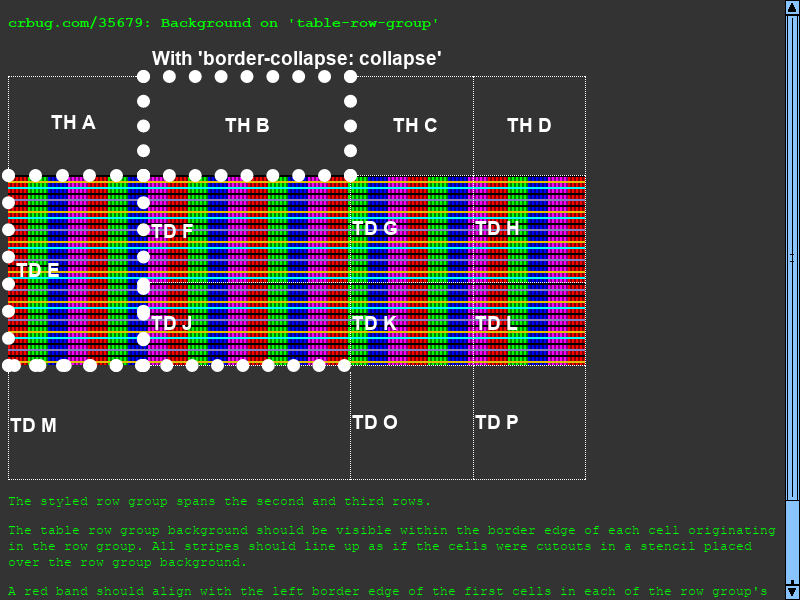 crbug.com/35679: Background on 'table-row-group'
With 'border-collapse: collapse'
TH A
TH B
TH C
TH D
TD E
TD F
TD G
TD H
TD J
TD K
TD L
TD M
TD O
TD P
The styled row group spans the second and third rows.
The table row group background should be visible within the border edge of each cell originating
in the row group. All stripes should line up as if the cells were cutouts in a stencil placed
over the row group background.
A red band should align with the left border edge of the first cells in each of the row group's